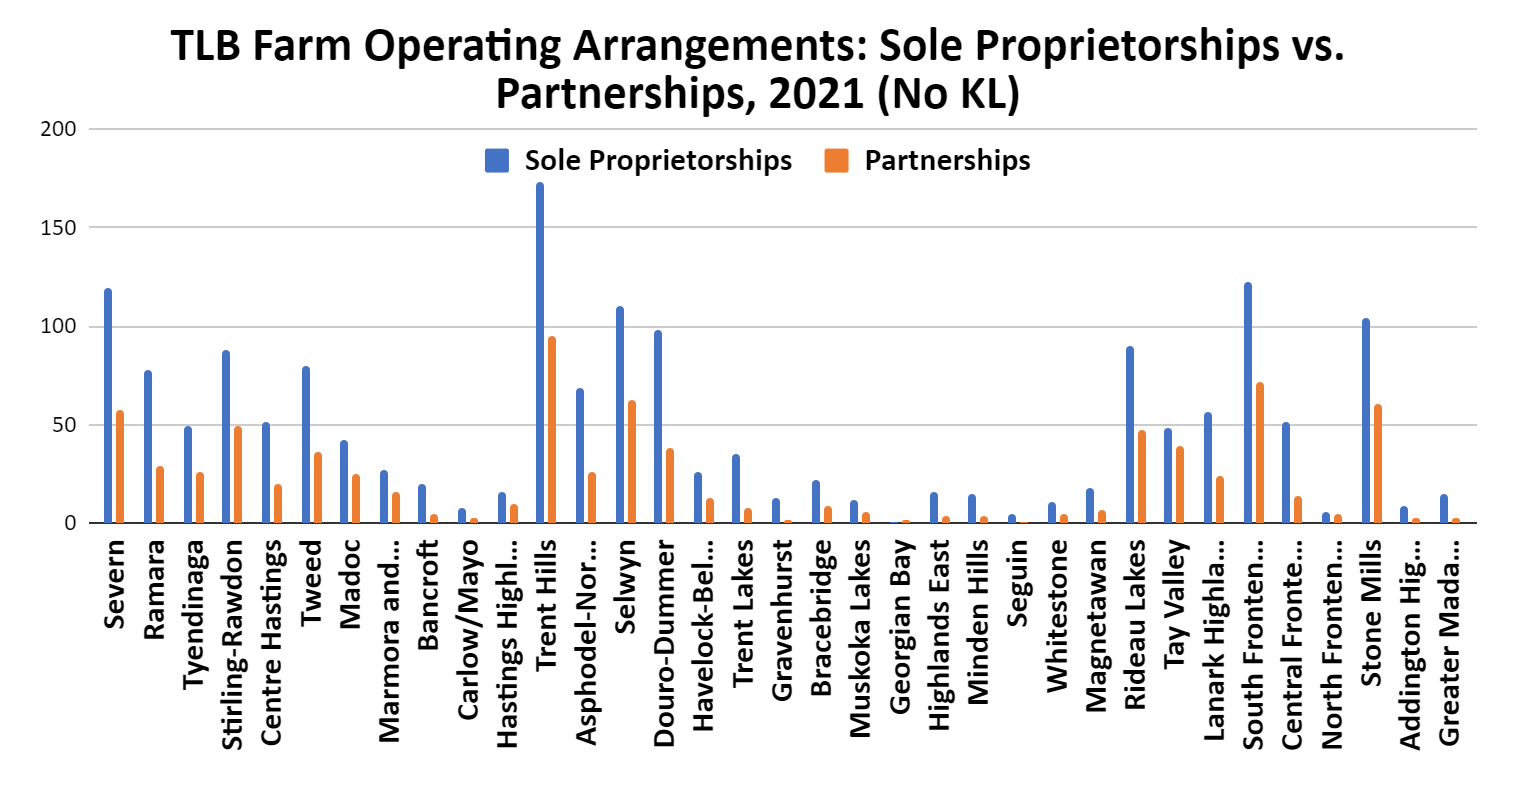 TLB Farm Operating Arrangements: Sole Proprietorships vs.
Partnerships, 2021 (No KL)
200
Sole Proprietorships
Partnerships
150
100
50
0
Severn
Ramara
Tyendinaga
Stirling-Rawdon
Centre Hastings
Tweed
Madoc
Marmora and...
Bancroft
Carlow/Mayo
Hastings Highl...
Trent Hills
Asphodel-Nor...
Selwyn
Douro-Dummer
Havelock-Bel...
Trent Lakes
Gravenhurst
Bracebridge
Muskoka Lakes
Georgian Bay
Highlands East
Minden Hills
Seguin
Whitestone
Magnetawan
Rideau Lakes
Tay Valley
Lanark Highla...
South Fronten...
Central Fronte...
North Fronten...
Stone Mills
Addington Hig...
Greater Mada...